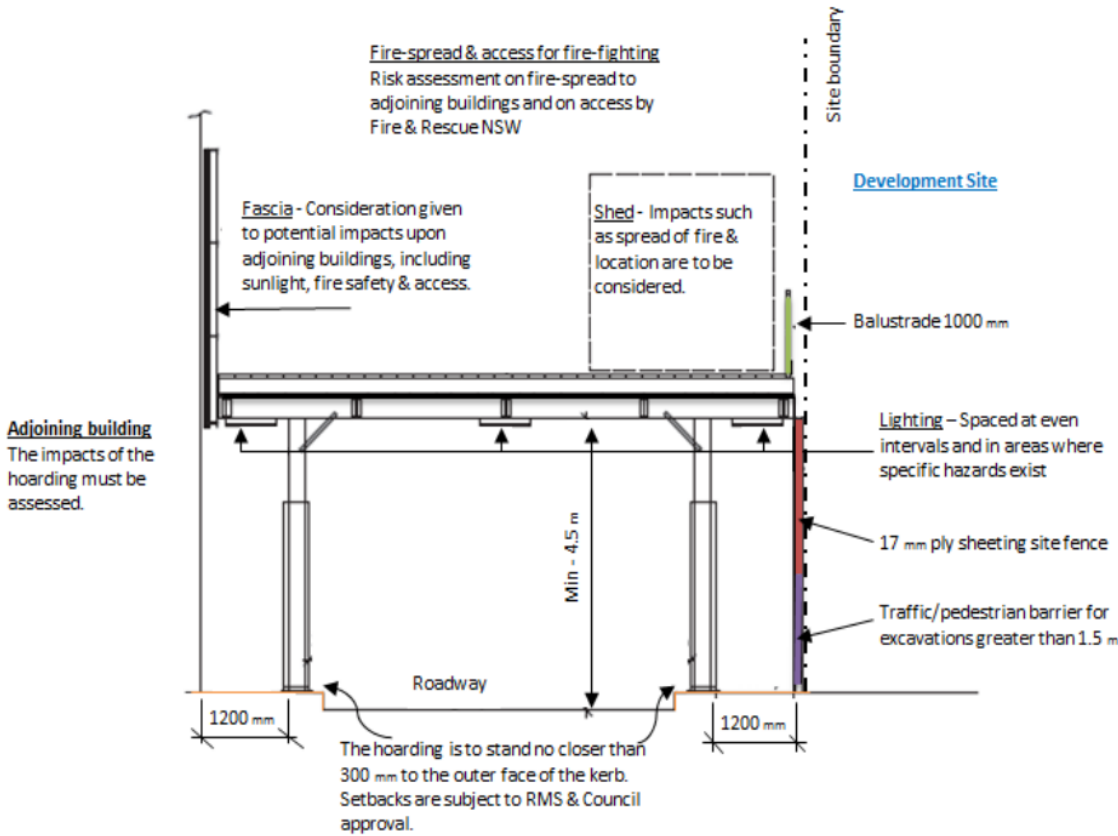 Fire-spread & access for fire-fighting
Risk assessment on fire-spread to
adjoining buildings and on access by
Fire & Rescue NSW
Site boundary
Development Site
Fascia - Consideration given
to potential impacts upon
adjoining buildings, including
sunlight, fire safety & access.
Shed - Impacts such
as spread of fire &
location are to be
considered.
Balustrade 1000 mm
Adjoining building
The impacts of the
hoarding must be
assessed.
Lighting – Spaced at even
intervals and in areas where
specific hazards exist
Min - 4.5 m
17 mm ply sheeting site fence
Traffic/pedestrian barrier for
excavations greater than 1.5 m
Roadway
1200 mm
1200 mm
The hoarding is to stand no closer than
300 mm to the outer face of the kerb.
Setbacks are subject to RMS & Council
approval.